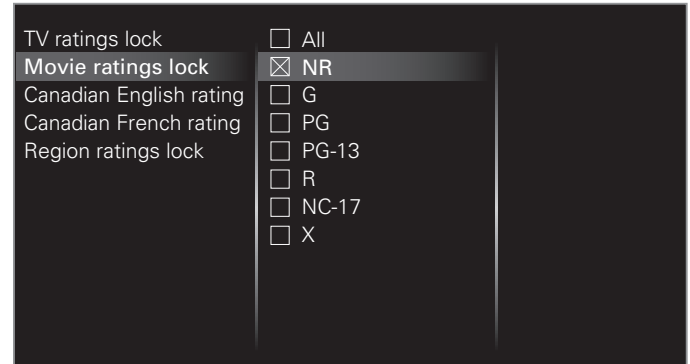 TV ratings lock
Movie ratings lock
Canadian English rating
Canadian French rating
Region ratings lock
All
NR
G
PG
PG-13
R
NC-17
X